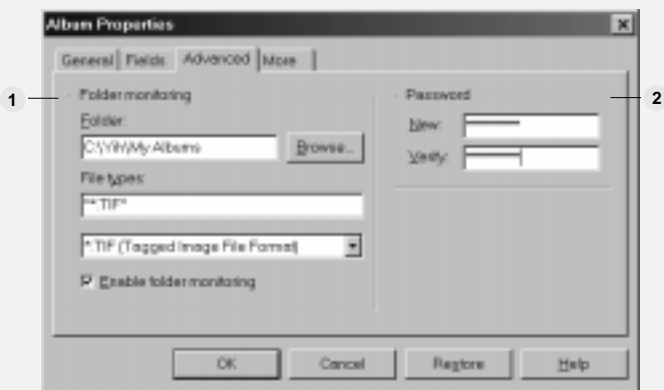 Album Properties
General Fields Advanced More
1
Folder monitoring
Folder:
C:\Yih\My Albums
Browse...
File types:
"*.TIF"
*.TIF (Tagged Image File Format)
Enable folder monitoring
2
Password
New:
Verify:
OK Cancel Restore Help